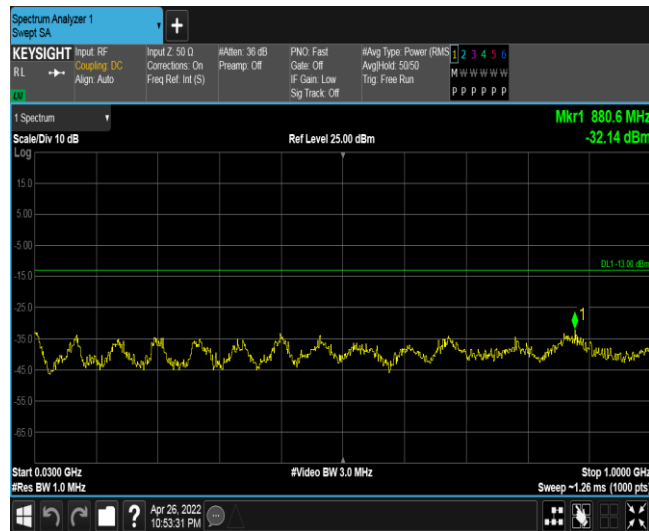 Spectrum Analyzer 1
Swept SA
KEYSIGHT
RL
LXI
Input: RF
Coupling: DC
Align: Auto
Input Z: 50 Ω
Corrections: On
Freq Ref: Int (S)
#Atten: 36 dB
Preamp: Off
PNO: Fast
Gate: Off
IF Gain: Low
Sig Track: Off
#Avg Type: Power (RMS
Avg|Hold: 50/50
Trig: Free Run
1 2 3 4 5 6
M W W W W W
P P P P P P
1 Spectrum
Scale/Div 10 dB
Ref Level 25.00 dBm
Mkr1 880.6 MHz
-32.14 dBm
Log
15.0
5.00
-5.00
-15.0
-25.0
-35.0
-45.0
-55.0
-65.0
DL1 -13.00 dBm
1
Start 0.0300 GHz
#Video BW 3.0 MHz
Stop 1.0000 GHz
#Res BW 1.0 MHz
Sweep ~1.26 ms (1000 pts)
Apr 26, 2022
10:53:31 PM